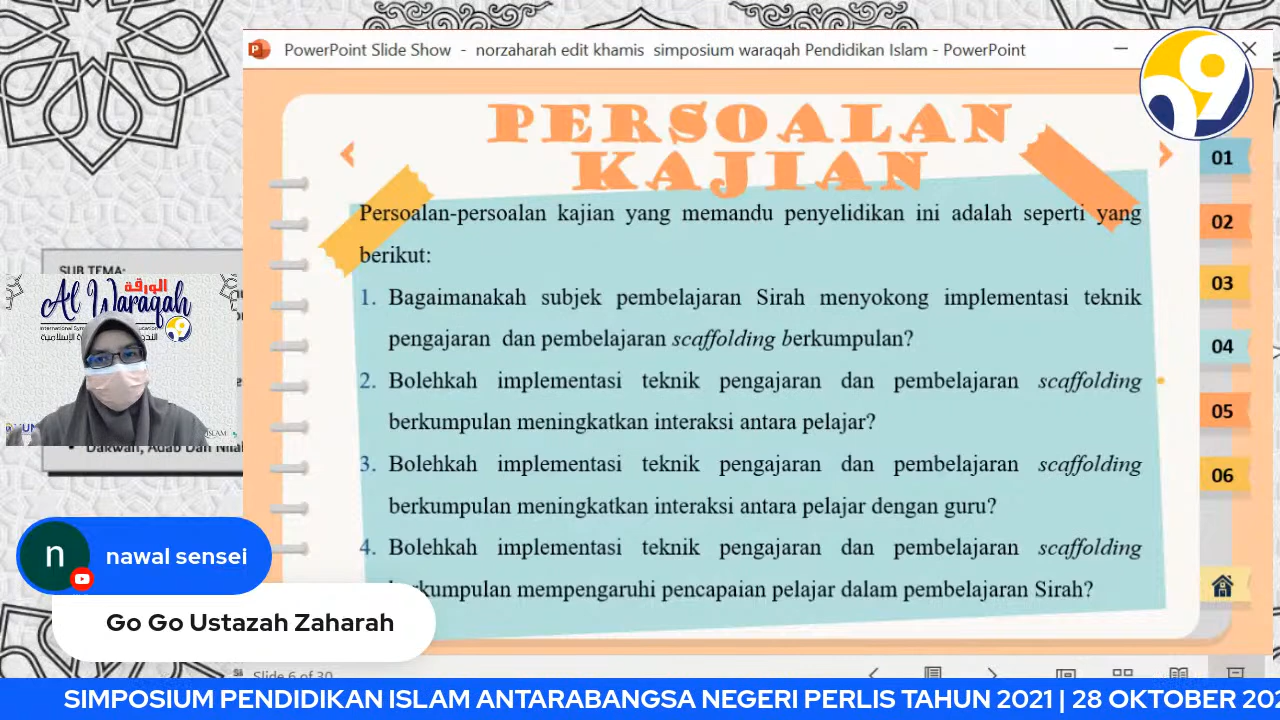 PowerPoint Slide Show - norzaharah edit khamis simposium waraqah Pendidikan Islam - PowerPoint
PERSOALAN
KAJIAN
Persoalan-persoalan kajian yang memandu penyelidikan ini adalah seperti yang
berikut:
1. Bagaimanakah subjek pembelajaran Sirah menyokong implementasi teknik
pengajaran dan pembelajaran scaffolding berkumpulan?
2. Bolehkah implementasi teknik pengajaran dan pembelajaran scaffolding
berkumpulan meningkatkan interaksi antara pelajar?
3. Bolehkah implementasi teknik pengajaran dan pembelajaran scaffolding
berkumpulan meningkatkan interaksi antara pelajar dengan guru?
4. Bolehkah implementasi teknik pengajaran dan pembelajaran scaffolding
berkumpulan mempengaruhi pencapaian pelajar dalam pembelajaran Sirah?
01
02
03
04
05
06
SUB TEMA:
الورقة
Al Waraqah
Dakwah, Adab Dan Nilai
n
nawal sensei
Go Go Ustazah Zaharah
Slide 6 of 30
SIMPOSIUM PENDIDIKAN ISLAM ANTARABANGSA NEGERI PERLIS TAHUN 2021 | 28 OKTOBER 202